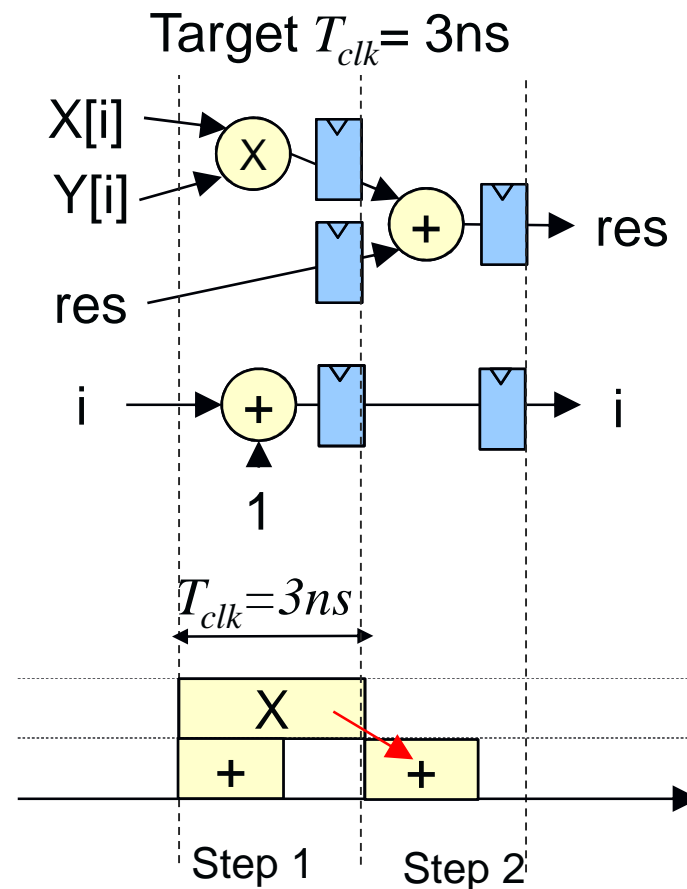 Target T_clk= 3ns
X[i]
X
Y[i]
+
res
res
i
+
i
1
T_clk=3ns
X
+
+
Step 1
Step 2